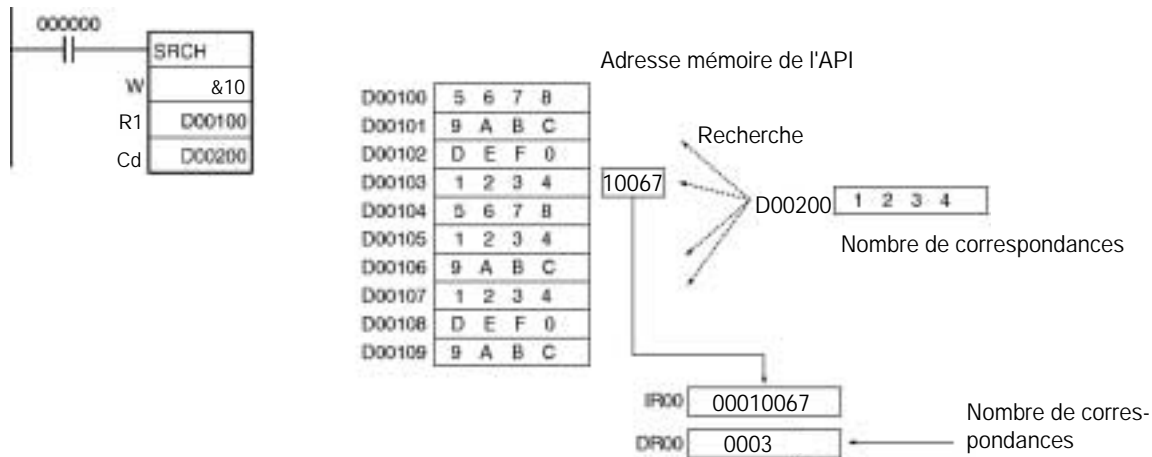 000000
SRCH
W &10
R1 D00100
Cd D00200
Adresse mémoire de l'API
D00100 5 6 7 8
D00101 9 A B C
D00102 D E F 0
D00103 1 2 3 4
D00104 5 6 7 8
D00105 1 2 3 4
D00106 9 A B C
D00107 1 2 3 4
D00108 D E F 0
D00109 9 A B C
10067
Recherche
D00200 1 2 3 4
Nombre de correspondances
IR00 00010067
DR00 0003
Nombre de corres-
pondances